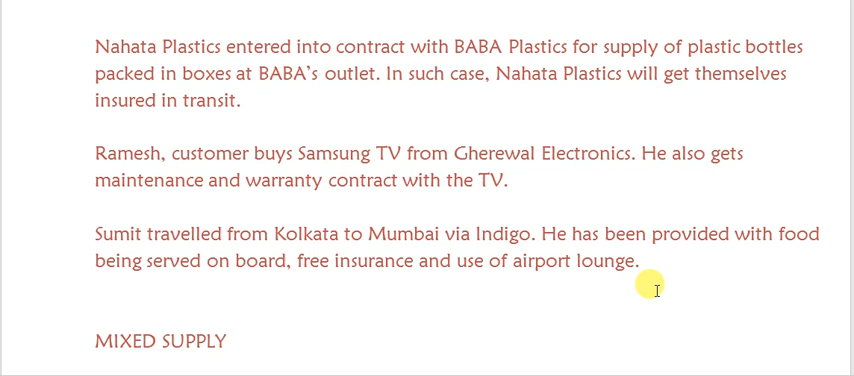 Nahata Plastics entered into contract with BABA Plastics for supply of plastic bottles
packed in boxes at BABA's outlet. In such case, Nahata Plastics will get themselves
insured in transit.
Ramesh, customer buys Samsung TV from Gherewal Electronics. He also gets
maintenance and warranty contract with the TV.
Sumit travelled from Kolkata to Mumbai via Indigo. He has been provided with food
being served on board, free insurance and use of airport lounge.
MIXED SUPPLY